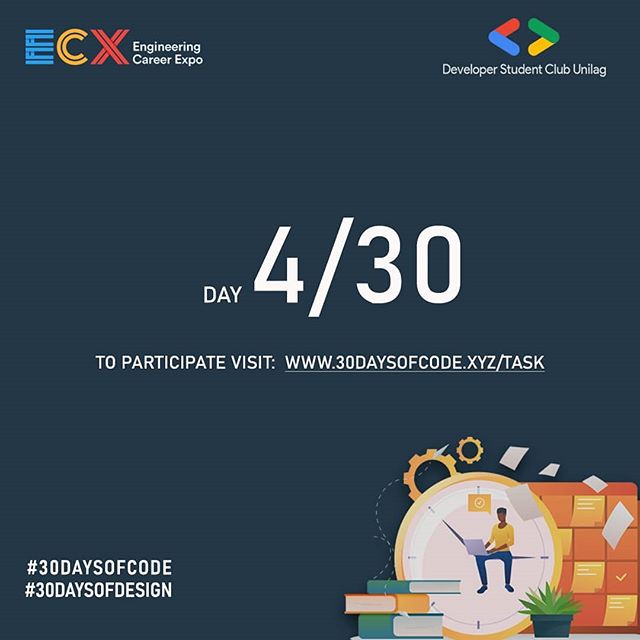 ECX Engineering
Career Expo
Developer Student Club Unilag
DAY 4/30
TO PARTICIPATE VISIT: WWW.30DAYSOFCODE.XYZ/TASK
#30DAYSOFCODE
#30DAYSOFDESIGN